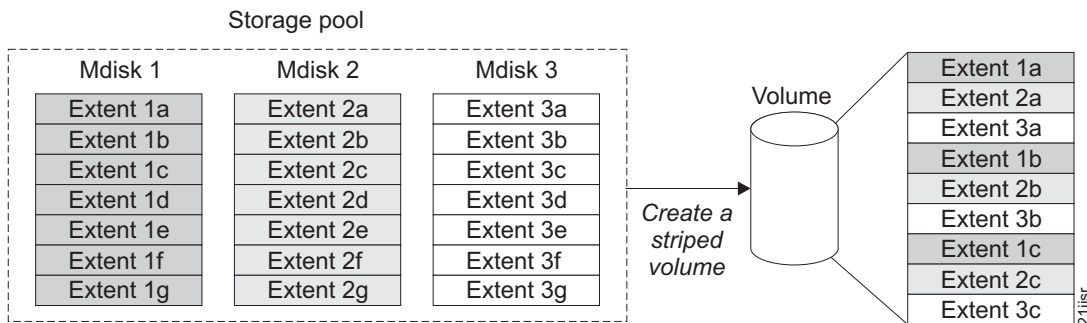 Storage pool
Mdisk 1 Mdisk 2 Mdisk 3
Extent 1a Extent 2a Extent 3a
Extent 1b Extent 2b Extent 3b
Extent 1c Extent 2c Extent 3c
Extent 1d Extent 2d Extent 3d
Extent 1e Extent 2e Extent 3e
Extent 1f Extent 2f Extent 3f
Extent 1g Extent 2g Extent 3g
Create a
striped
volume
Volume
Extent 1a
Extent 2a
Extent 3a
Extent 1b
Extent 2b
Extent 3b
Extent 1c
Extent 2c
Extent 3c